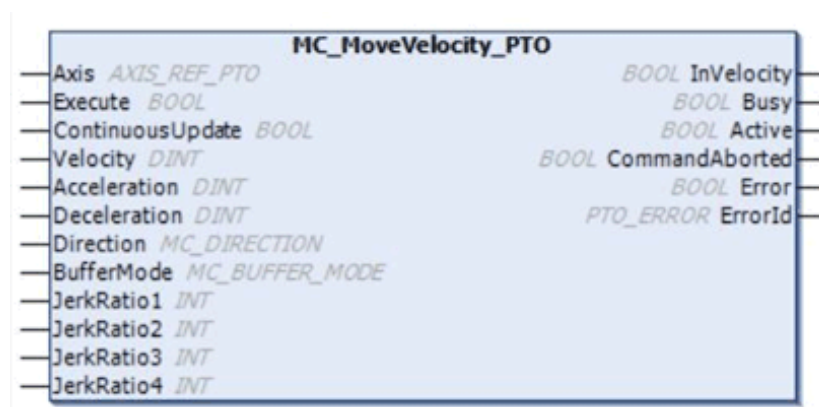 MC_MoveVelocity_PTO
Axis AXIS_REF_PTO BOOL InVelocity
Execute BOOL BOOL Busy
ContinuousUpdate BOOL BOOL Active
Velocity DINT BOOL CommandAborted
Acceleration DINT BOOL Error
Deceleration DINT PTO_ERROR ErrorId
Direction MC_DIRECTION
BufferMode MC_BUFFER_MODE
JerkRatio1 INT
JerkRatio2 INT
JerkRatio3 INT
JerkRatio4 INT